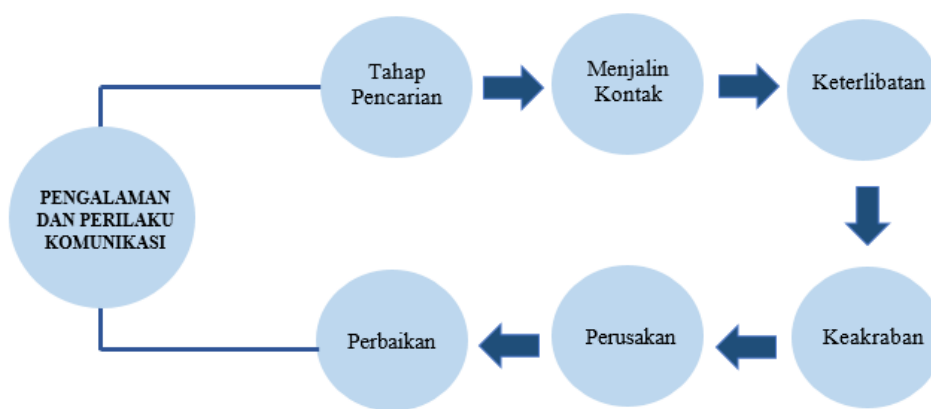 Tahap
Pencarian
Menjalin
Kontak
Keterlibatan
PENGALAMAN
DAN PERILAKU
KOMUNIKASI
Perbaikan
Perusakan
Keakraban